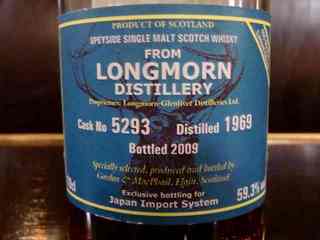 PRODUCT OF SCOTLAND
SPEYSIDE SINGLE MALT SCOTCH WHISKY
FROM
LONGMORN
DISTILLERY
Proprietors: Longmorn-Glenlivet Distilleries Ltd.
Cask No 5293 Distilled 1969
Bottled 2009
Specially selected, produced and bottled by
Gordon & MacPhail, Elgin, Scotland
Exclusive bottling for
Japan Import System
59.3%